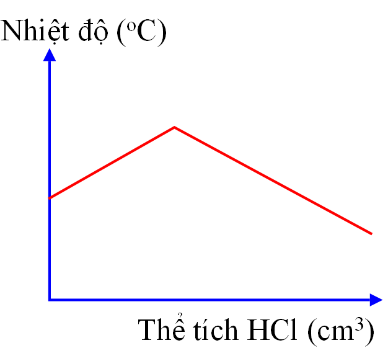 Nhiệt độ (ᵒC)
Thể tích HCl (cm³)